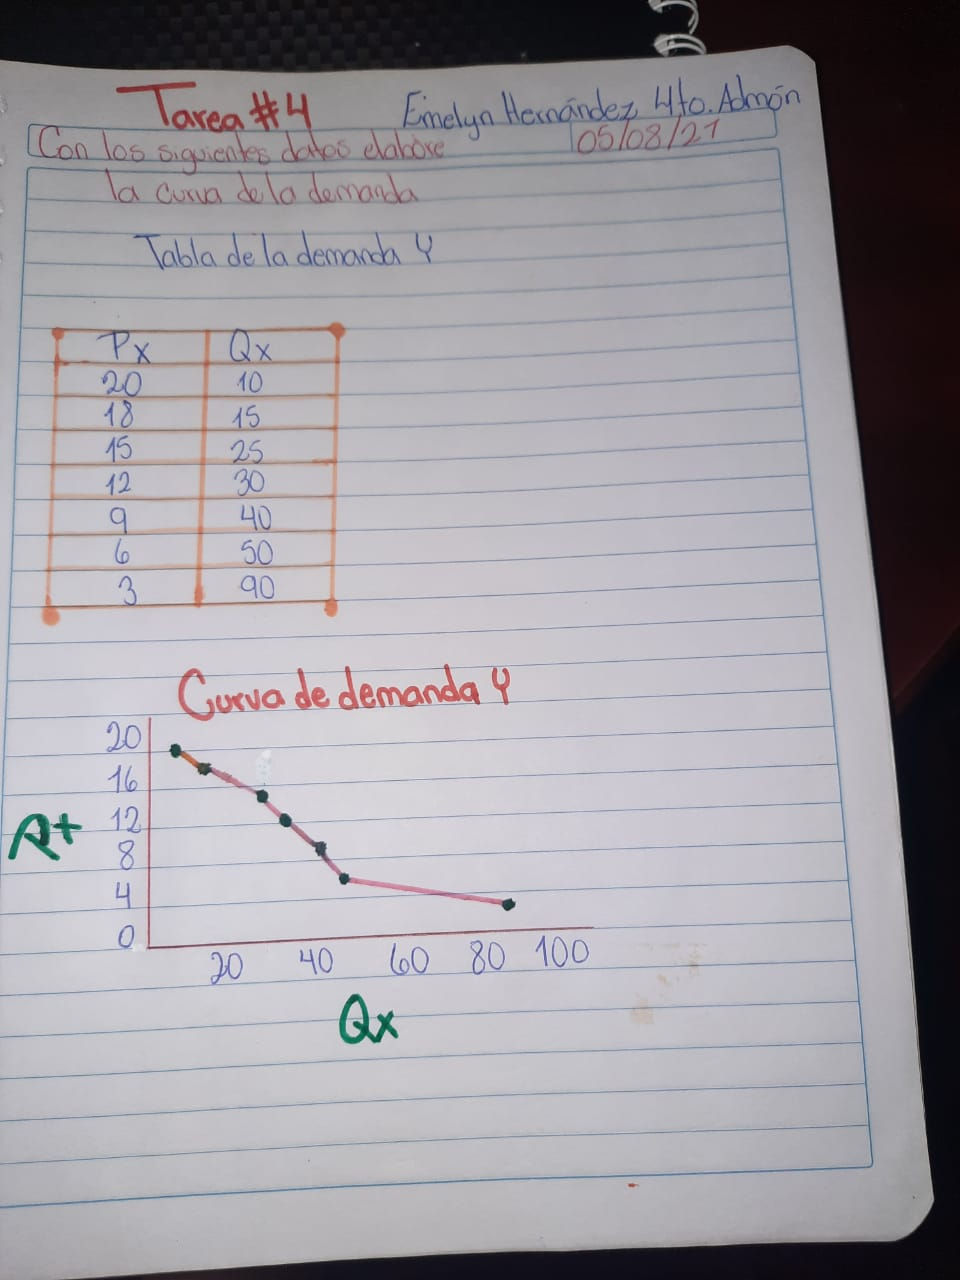 Tarea #4 Emelyn Hernández 4to. Admón
Con los siguientes datos elabore 05/08/21
la curva de la demanda
Tabla de la demanda Y
Px Qx
20 10
18 15
15 25
12 30
9 40
6 50
3 90
Curva de demanda Y
20
16
12
8
4
0
20 40 60 80 100
Qx